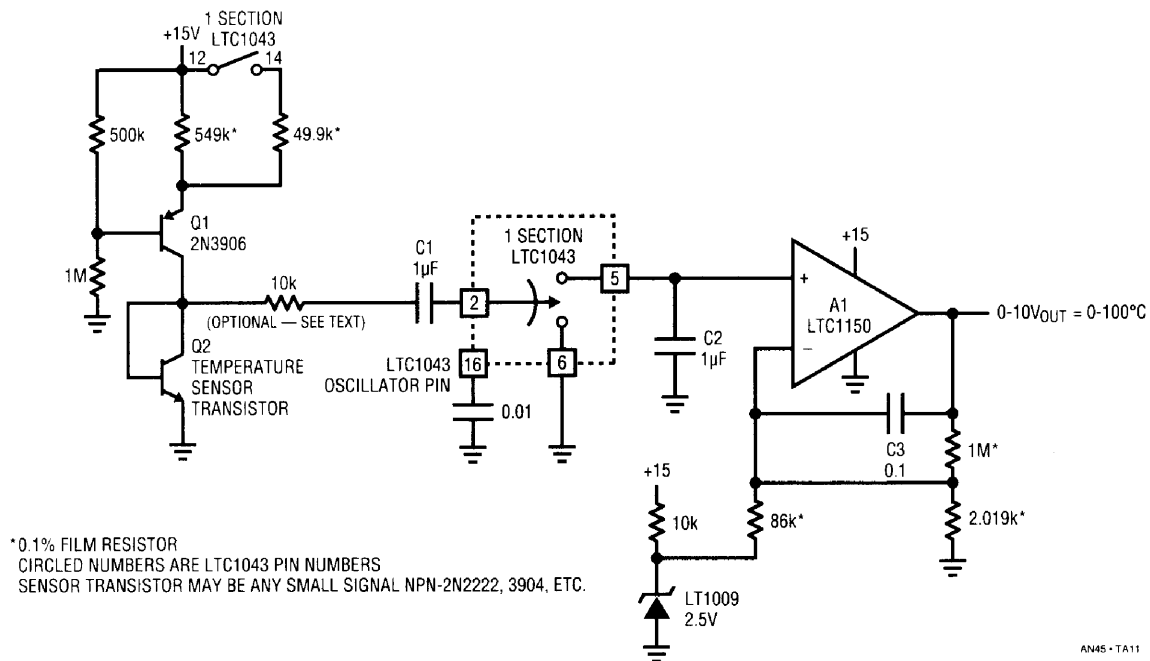 1 SECTION
LTC1043
+15V
12
14
500k
549k*
49.9k*
Q1
2N3906
1M
10k
(OPTIONAL — SEE TEXT)
C1
1µF
2
1 SECTION
LTC1043
5
6
16
LTC1043
OSCILLATOR PIN
0.01
Q2
TEMPERATURE
SENSOR
TRANSISTOR
C2
1µF
+15
+
A1
LTC1150
–
0-10VOUT = 0-100°C
C3
0.1
1M*
2.019k*
86k*
+15
10k
LT1009
2.5V
*0.1% FILM RESISTOR
CIRCLED NUMBERS ARE LTC1043 PIN NUMBERS
SENSOR TRANSISTOR MAY BE ANY SMALL SIGNAL NPN-2N2222, 3904, ETC.
AN45 • TA11